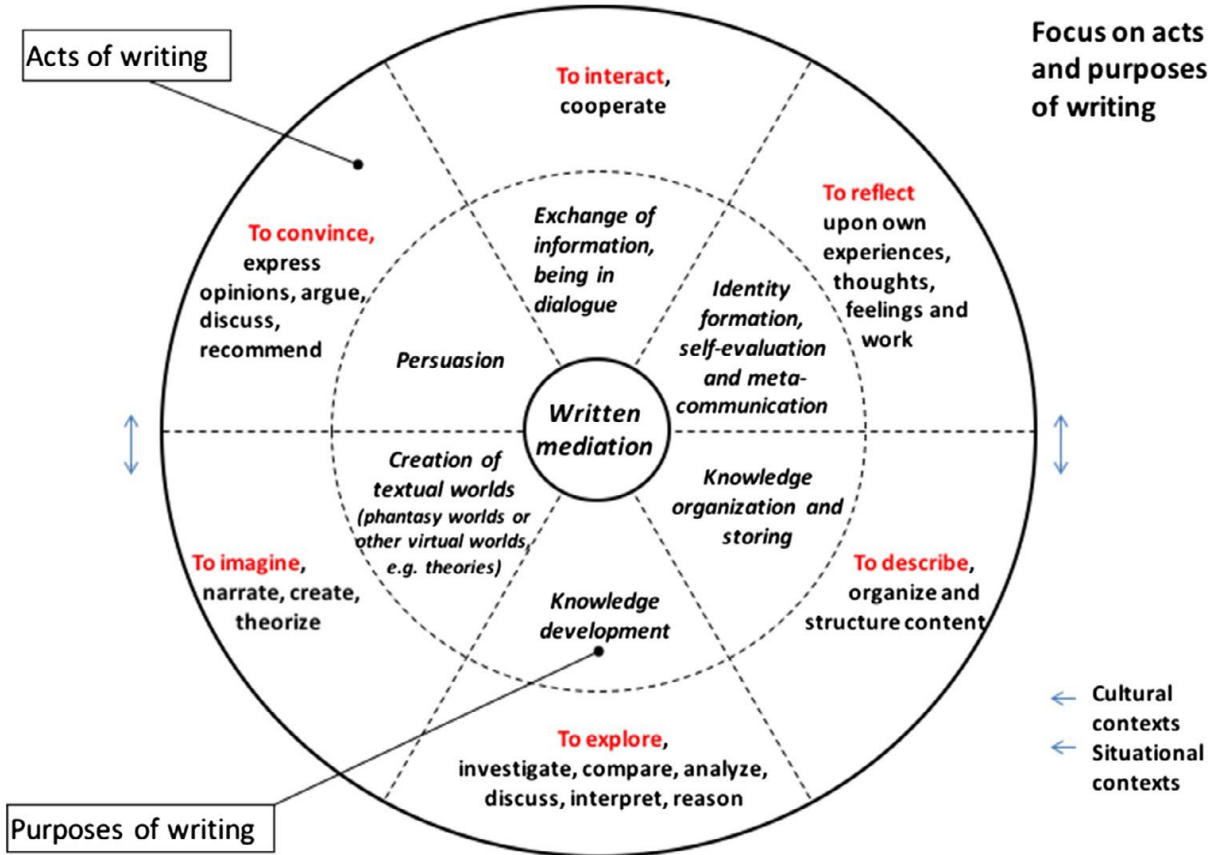 Acts of writing
Focus on acts
and purposes
of writing
To interact,
cooperate
To reflect
upon own
experiences,
thoughts,
feelings and
work
To convince,
express
opinions, argue,
discuss,
recommend
Exchange of
information,
being in
dialogue
Identity
formation,
self-evaluation
and meta-
communication
Persuasion
Written
mediation
Creation of
textual worlds
(phantasy worlds or
other virtual worlds,
e.g. theories)
Knowledge
organization and
storing
To imagine,
narrate, create,
theorize
To describe,
organize and
structure content
Knowledge
development
To explore,
investigate, compare, analyze,
discuss, interpret, reason
Cultural
contexts
Situational
contexts
Purposes of writing